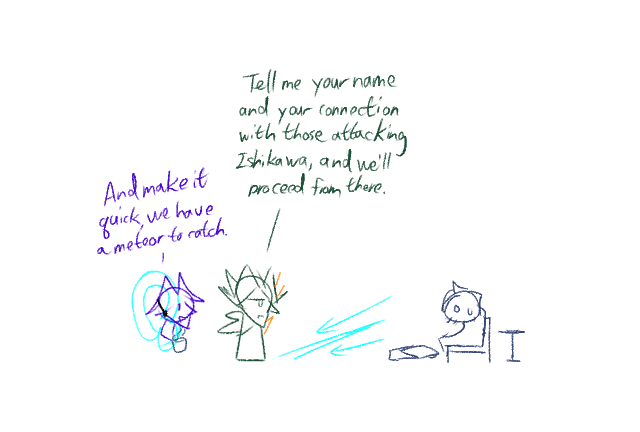 Tell me your name
and your connection
with those attacking
Ishikawa, and we'll
proceed from there.
And make it
quick, we have
a meteor to catch.